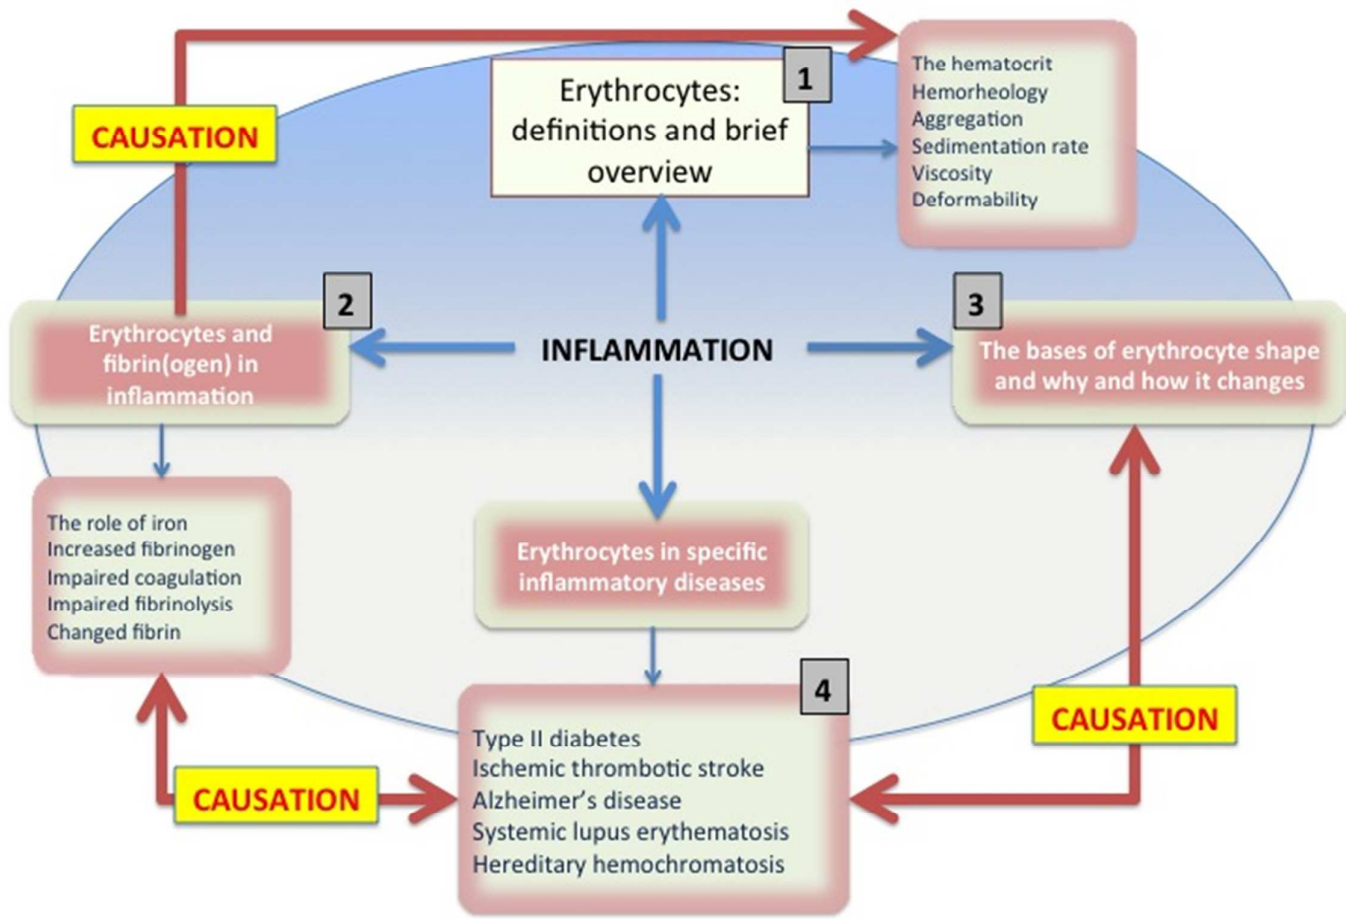 1
Erythrocytes:
definitions and brief
overview
The hematocrit
Hemorheology
Aggregation
Sedimentation rate
Viscosity
Deformability
CAUSATION
2
Erythrocytes and
fibrin(ogen) in
inflammation
INFLAMMATION
3
The bases of erythrocyte shape
and why and how it changes
The role of iron
Increased fibrinogen
Impaired coagulation
Impaired fibrinolysis
Changed fibrin
Erythrocytes in specific
inflammatory diseases
4
Type II diabetes
Ischemic thrombotic stroke
Alzheimer's disease
Systemic lupus erythematosis
Hereditary hemochromatosis
CAUSATION
CAUSATION